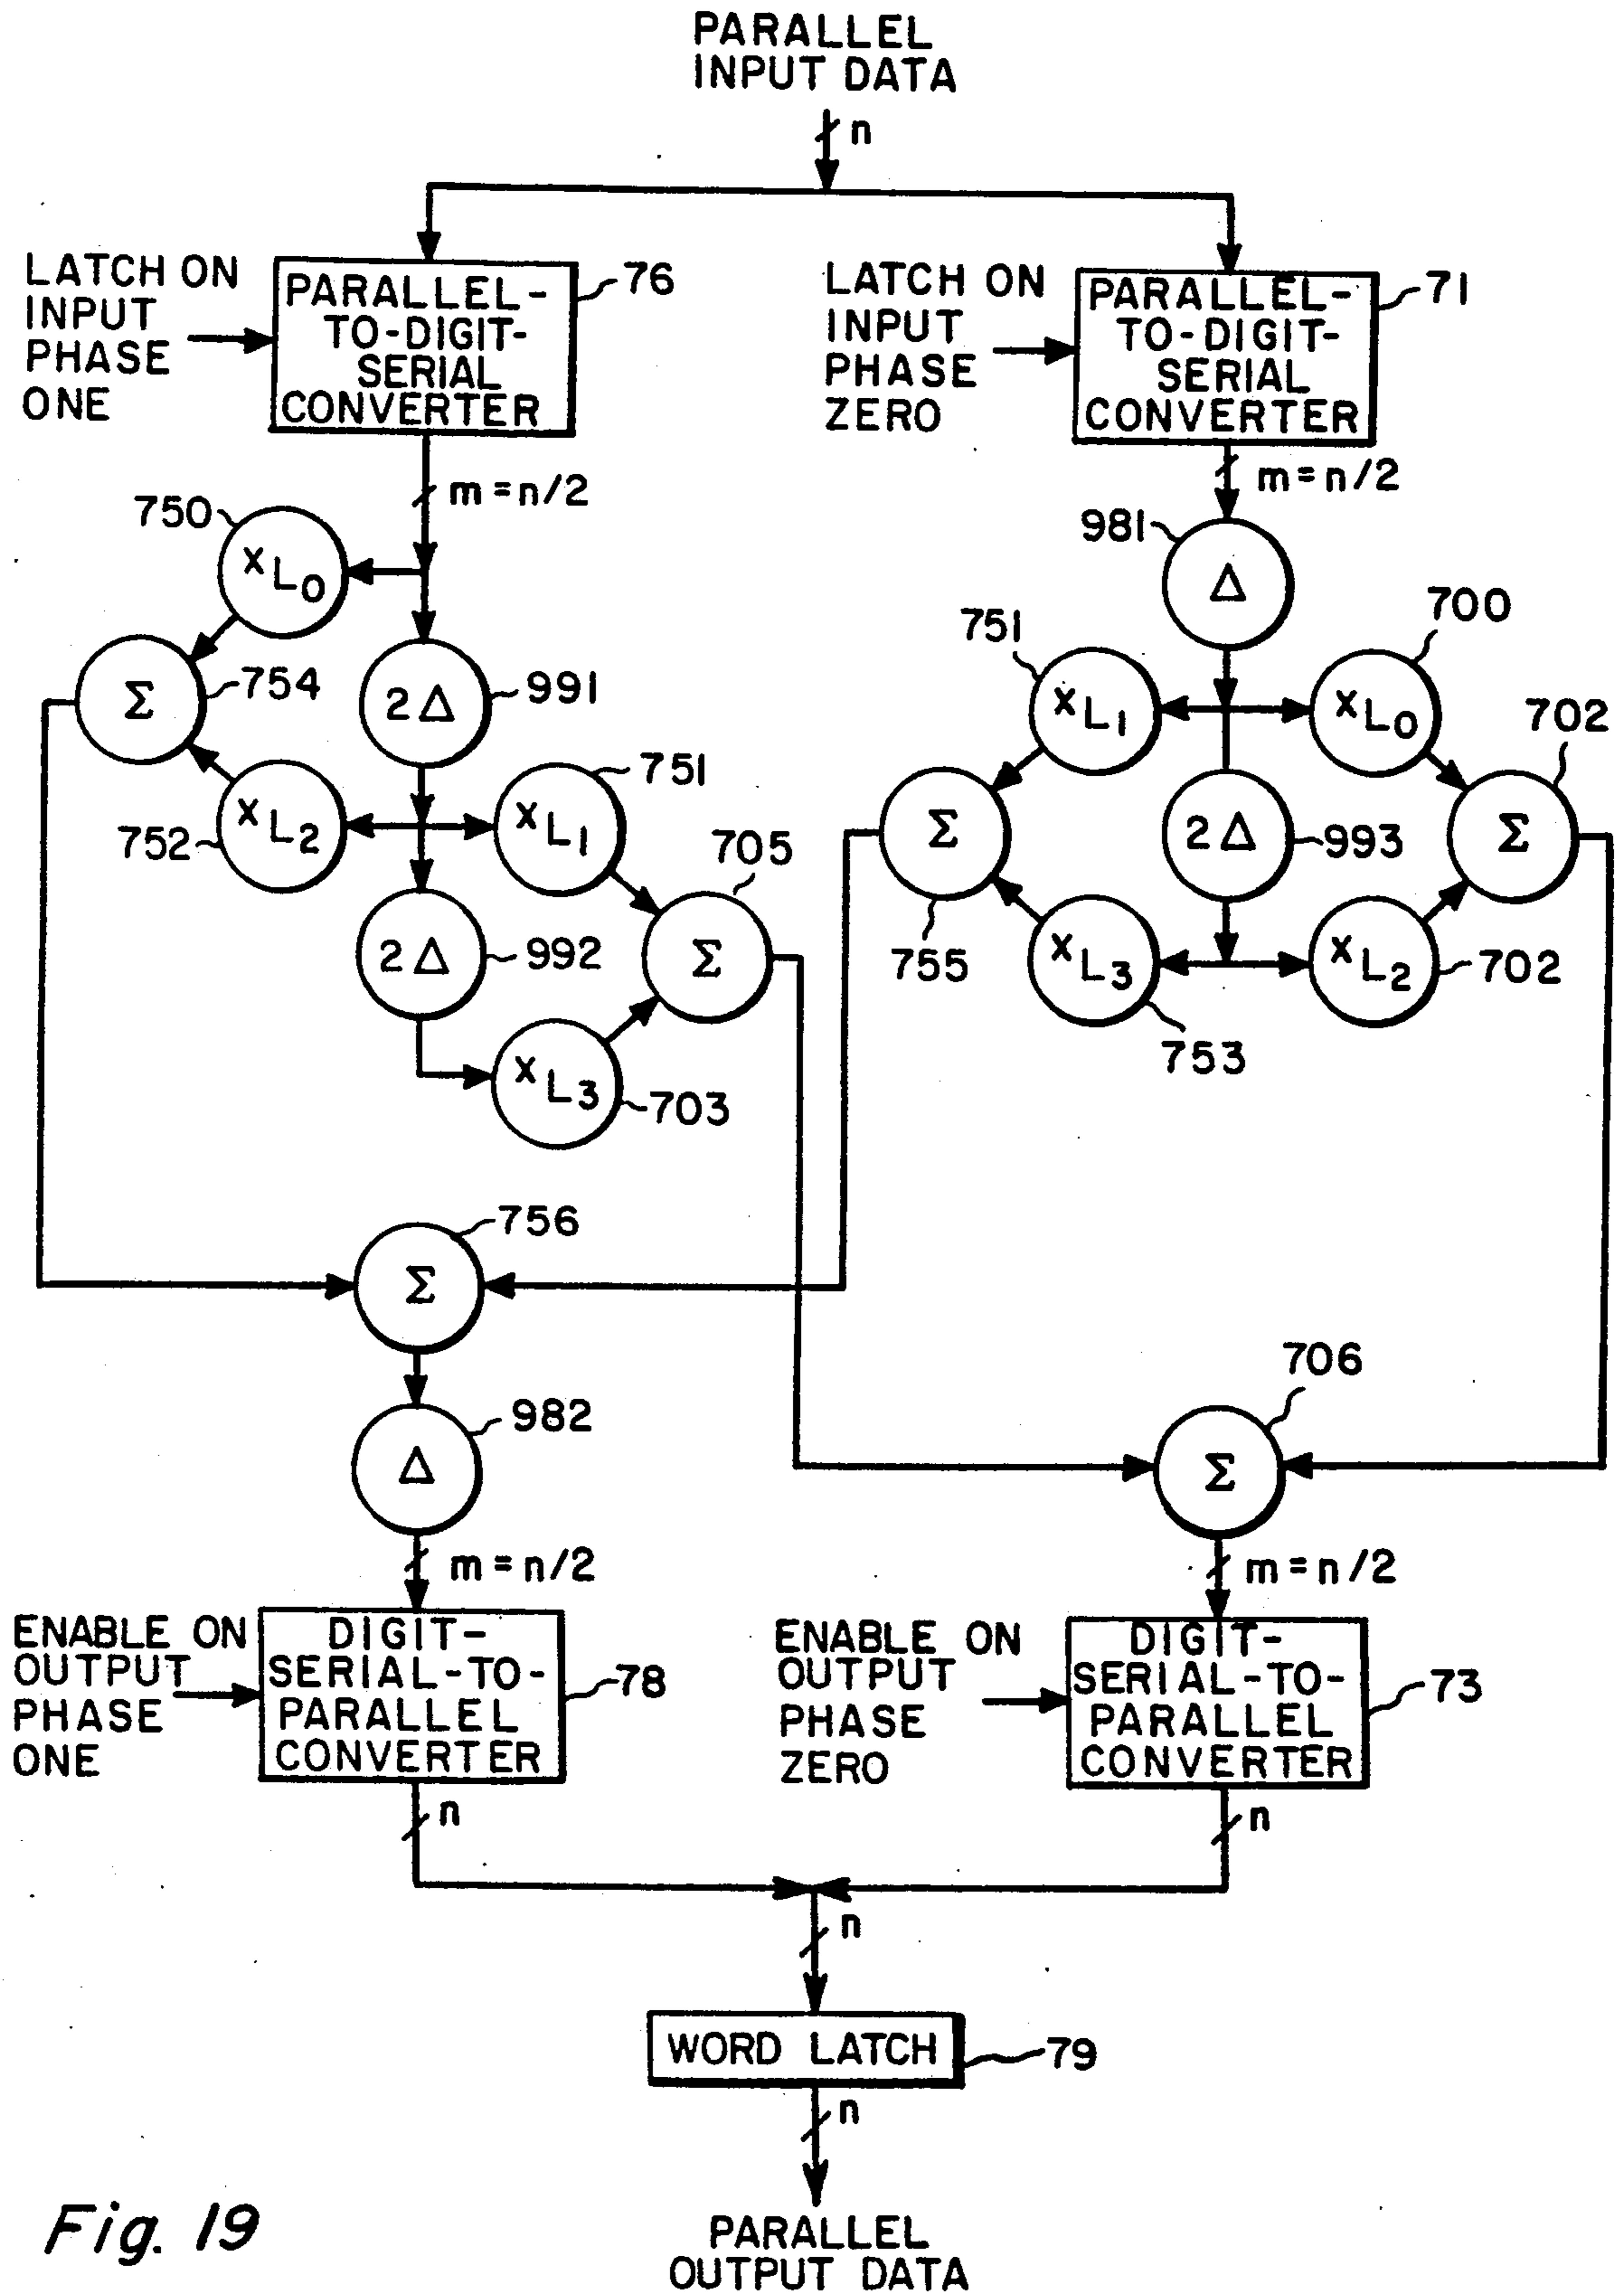 PARALLEL
INPUT DATA
n
LATCH ON
INPUT
PHASE
ONE
PARALLEL-
TO-DIGIT-
SERIAL
CONVERTER
76
LATCH ON
INPUT
PHASE
ZERO
PARALLEL-
TO-DIGIT-
SERIAL
CONVERTER
71
m=n/2
m=n/2
750
xL0
981
Δ
751
xL1
700
xL0
Σ
754
2Δ
991
702
752
xL2
751
xL1
705
Σ
755
2Δ
993
Σ
2Δ
992
Σ
xL3
753
xL2
702
xL3
703
756
Σ
982
Δ
706
Σ
m=n/2
m=n/2
ENABLE ON
OUTPUT
PHASE
ONE
DIGIT-
SERIAL-TO-
PARALLEL
CONVERTER
78
ENABLE ON
OUTPUT
PHASE
ZERO
DIGIT-
SERIAL-TO-
PARALLEL
CONVERTER
73
n
n
n
WORD LATCH
79
n
PARALLEL
OUTPUT DATA
Fig. 19